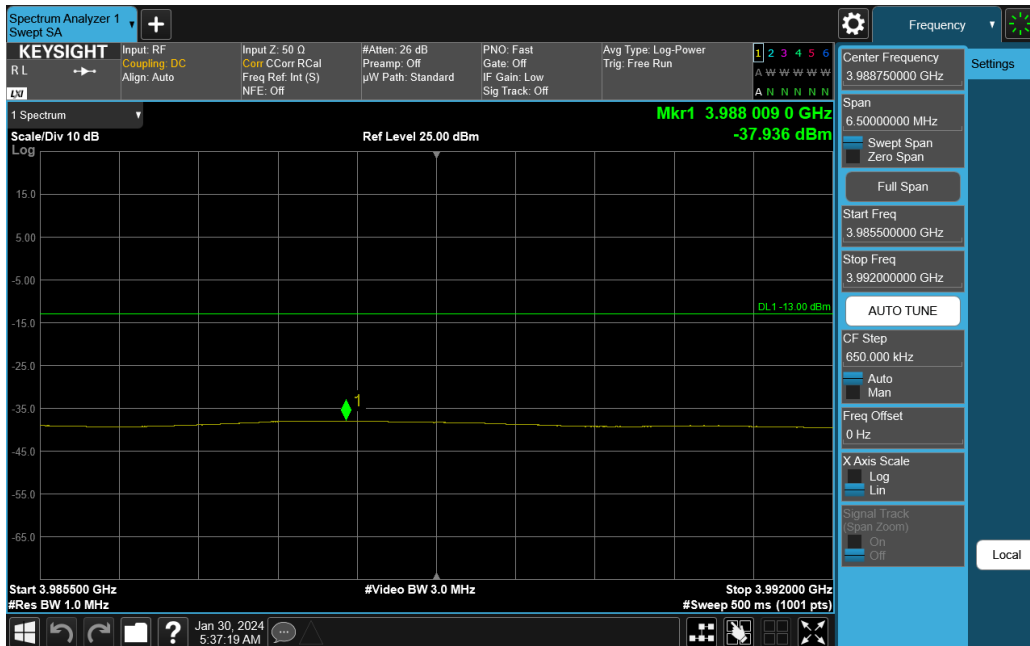 Spectrum Analyzer 1
Swept SA
Frequency
KEYSIGHT
R L
LXI
Input: RF
Coupling: DC
Align: Auto
Input Z: 50 Ω
Corr CCorr RCal
Freq Ref: Int (S)
NFE: Off
#Atten: 26 dB
Preamp: Off
µW Path: Standard
PNO: Fast
Gate: Off
IF Gain: Low
Sig Track: Off
Avg Type: Log-Power
Trig: Free Run
1 2 3 4 5 6
A W W W W W
A N N N N N
1 Spectrum
Mkr1 3.988 009 0 GHz
Scale/Div 10 dB
Ref Level 25.00 dBm
-37.936 dBm
Log
15.0
5.00
-5.00
DL1 -13.00 dBm
-15.0
-25.0
1
-35.0
-45.0
-55.0
-65.0
Start 3.985500 GHz
#Video BW 3.0 MHz
Stop 3.992000 GHz
#Res BW 1.0 MHz
#Sweep 500 ms (1001 pts)
Jan 30, 2024
5:37:19 AM
?
Center Frequency
3.988750000 GHz
Span
6.50000000 MHz
Swept Span
Zero Span
Full Span
Start Freq
3.985500000 GHz
Stop Freq
3.992000000 GHz
AUTO TUNE
CF Step
650.000 kHz
Auto
Man
Freq Offset
0 Hz
X Axis Scale
Log
Lin
Signal Track
(Span Zoom)
On
Off
Settings
Local